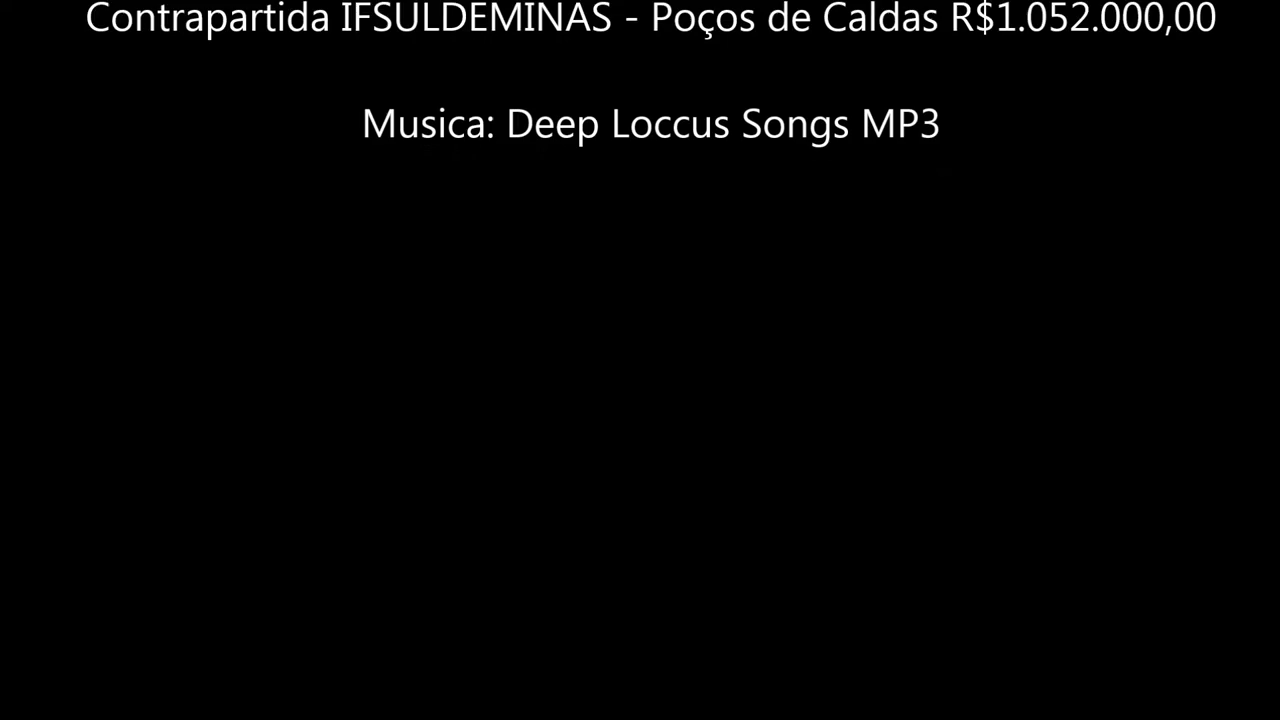 Contrapartida IFSULDEMINAS - Poços de Caldas R$1.052.000,00
Musica: Deep Loccus Songs MP3